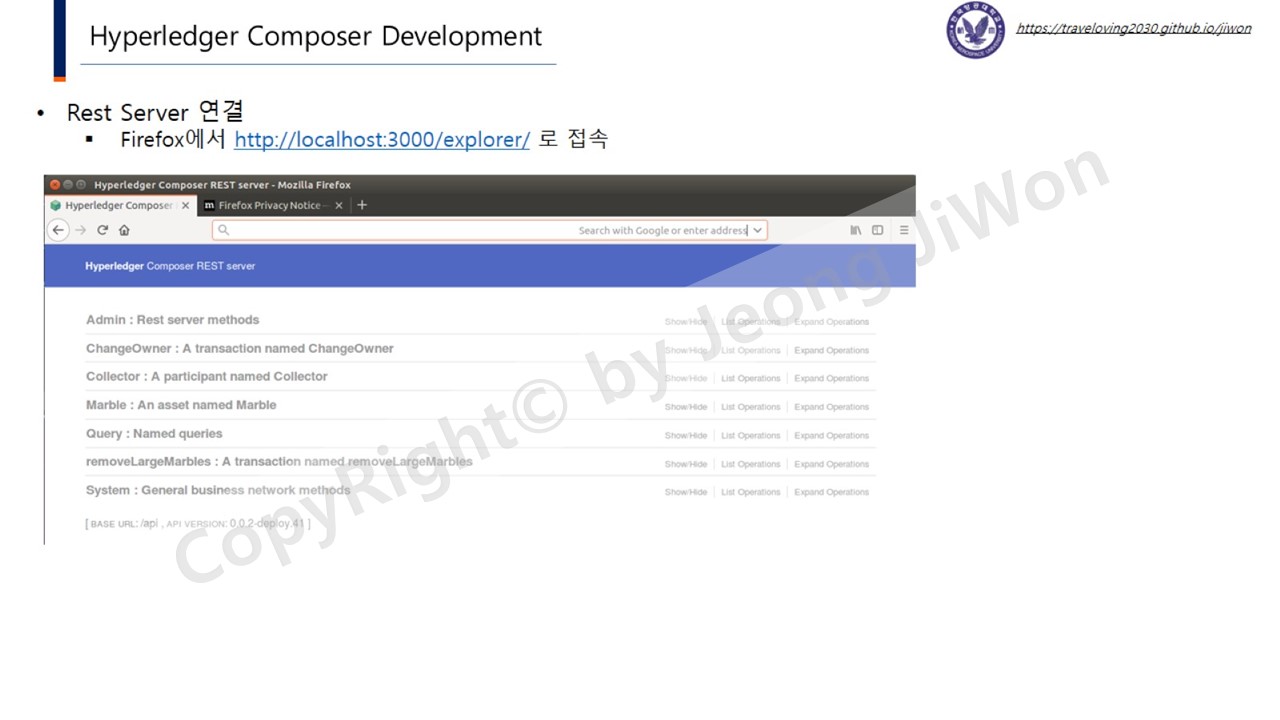 Hyperledger Composer Development
https://traveloving2030.github.io/jiwon
• Rest Server 연결
▪ Firefox에서 http://localhost:3000/explorer/ 로 접속
Hyperledger Composer REST server - Mozilla Firefox
Hyperledger Composer
Firefox Privacy Notice —
Search with Google or enter address
Hyperledger Composer REST server
Admin : Rest server methods Show/Hide List Operations Expand Operations
ChangeOwner : A transaction named ChangeOwner Show/Hide List Operations Expand Operations
Collector : A participant named Collector Show/Hide List Operations Expand Operations
Marble : An asset named Marble Show/Hide List Operations Expand Operations
Query : Named queries Show/Hide List Operations Expand Operations
removeLargeMarbles : A transaction named removeLargeMarbles Show/Hide List Operations Expand Operations
System : General business network methods Show/Hide List Operations Expand Operations
[ BASE URL: /api , API VERSION: 0.0.2-deploy.41 ]
CopyRight© by Jeong JiWon